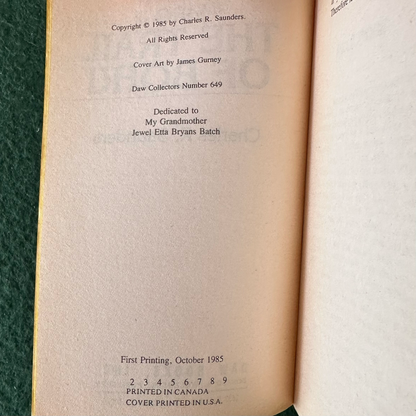 Copyright © 1985 by Charles R. Saunders.
All Rights Reserved
Cover Art by James Gurney
Daw Collectors Number 649
Dedicated to
My Grandmother
Jewel Etta Bryans Batch
First Printing, October 1985
2 3 4 5 6 7 8 9
PRINTED IN CANADA
COVER PRINTED IN U.S.A.
Therefore